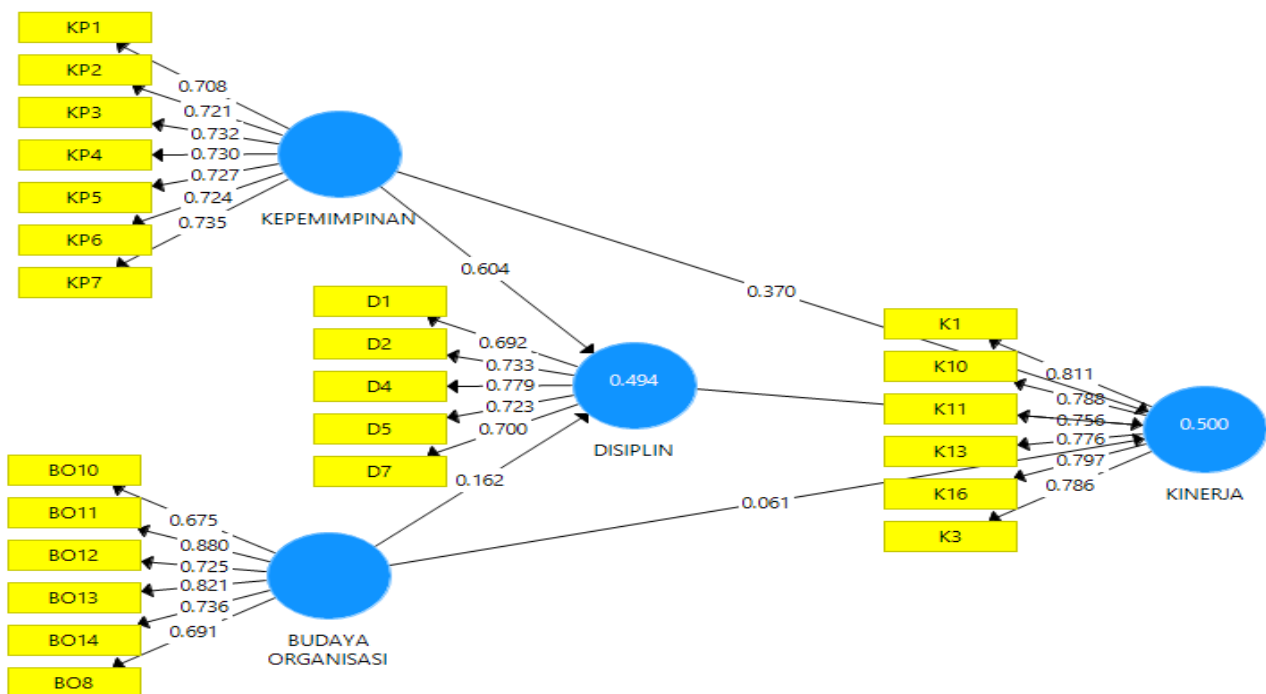 KP1
KP2
KP3
KP4
KP5
KP6
KP7
0.708
0.721
0.732
0.730
0.727
0.724
0.735
KEPEMIMPINAN
0.604
0.370
D1
D2
D4
D5
D7
0.692
0.733
0.779
0.723
0.700
0.494
DISIPLIN
K1
K10
K11
K13
K16
K3
0.811
0.788
0.756
0.776
0.797
0.786
0.500
KINERJA
BO10
BO11
BO12
BO13
BO14
BO8
0.675
0.880
0.725
0.821
0.736
0.691
0.162
0.061
BUDAYA
ORGANISASI